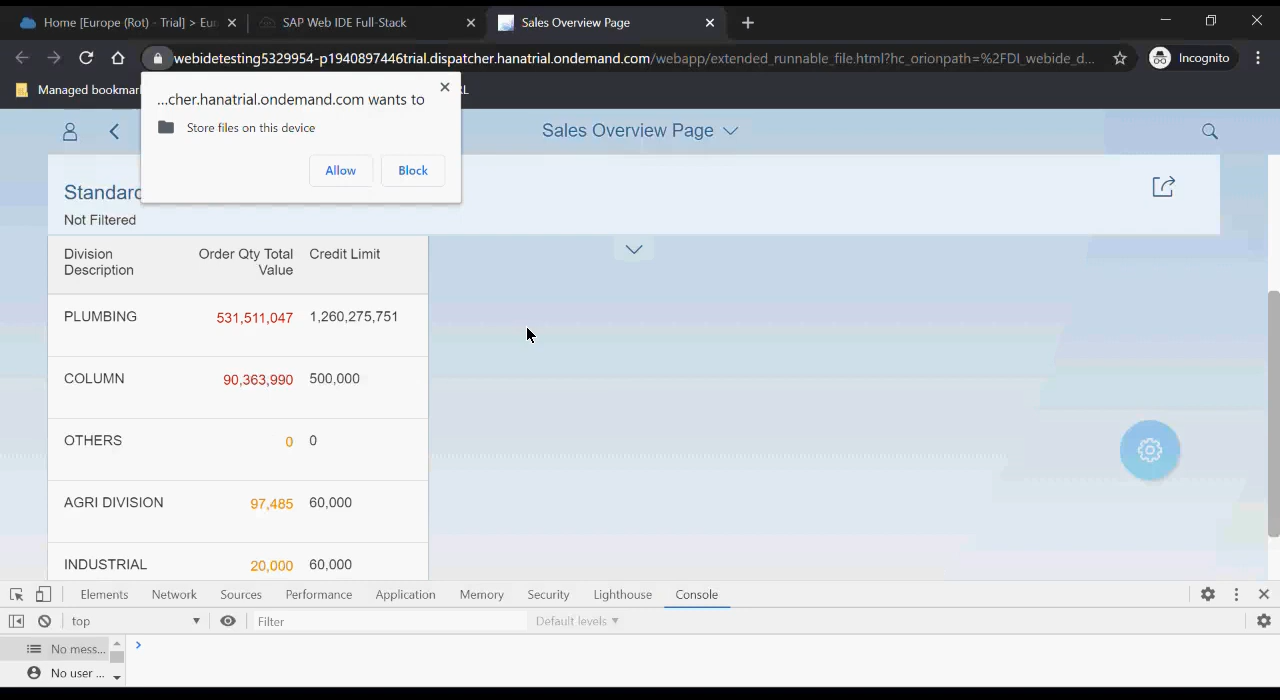 Home [Europe (Rot) - Trial] > Eu
SAP Web IDE Full-Stack
Sales Overview Page
webidetesting5329954-p1940897446trial.dispatcher.hanatrial.ondemand.com/webapp/extended_runnable_file.html?hc_orionpath=%2FDI_webide_d...
Incognito
Managed bookmar
...cher.hanatrial.ondemand.com wants to
Store files on this device
Allow
Block
Sales Overview Page
Standard
Not Filtered
Division Description
Order Qty Total Value
Credit Limit
PLUMBING 531,511,047 1,260,275,751
COLUMN 90,363,990 500,000
OTHERS 0 0
AGRI DIVISION 97,485 60,000
INDUSTRIAL 20,000 60,000
Elements Network Sources Performance Application Memory Security Lighthouse Console
top
Filter
Default levels
No mess...
No user ...